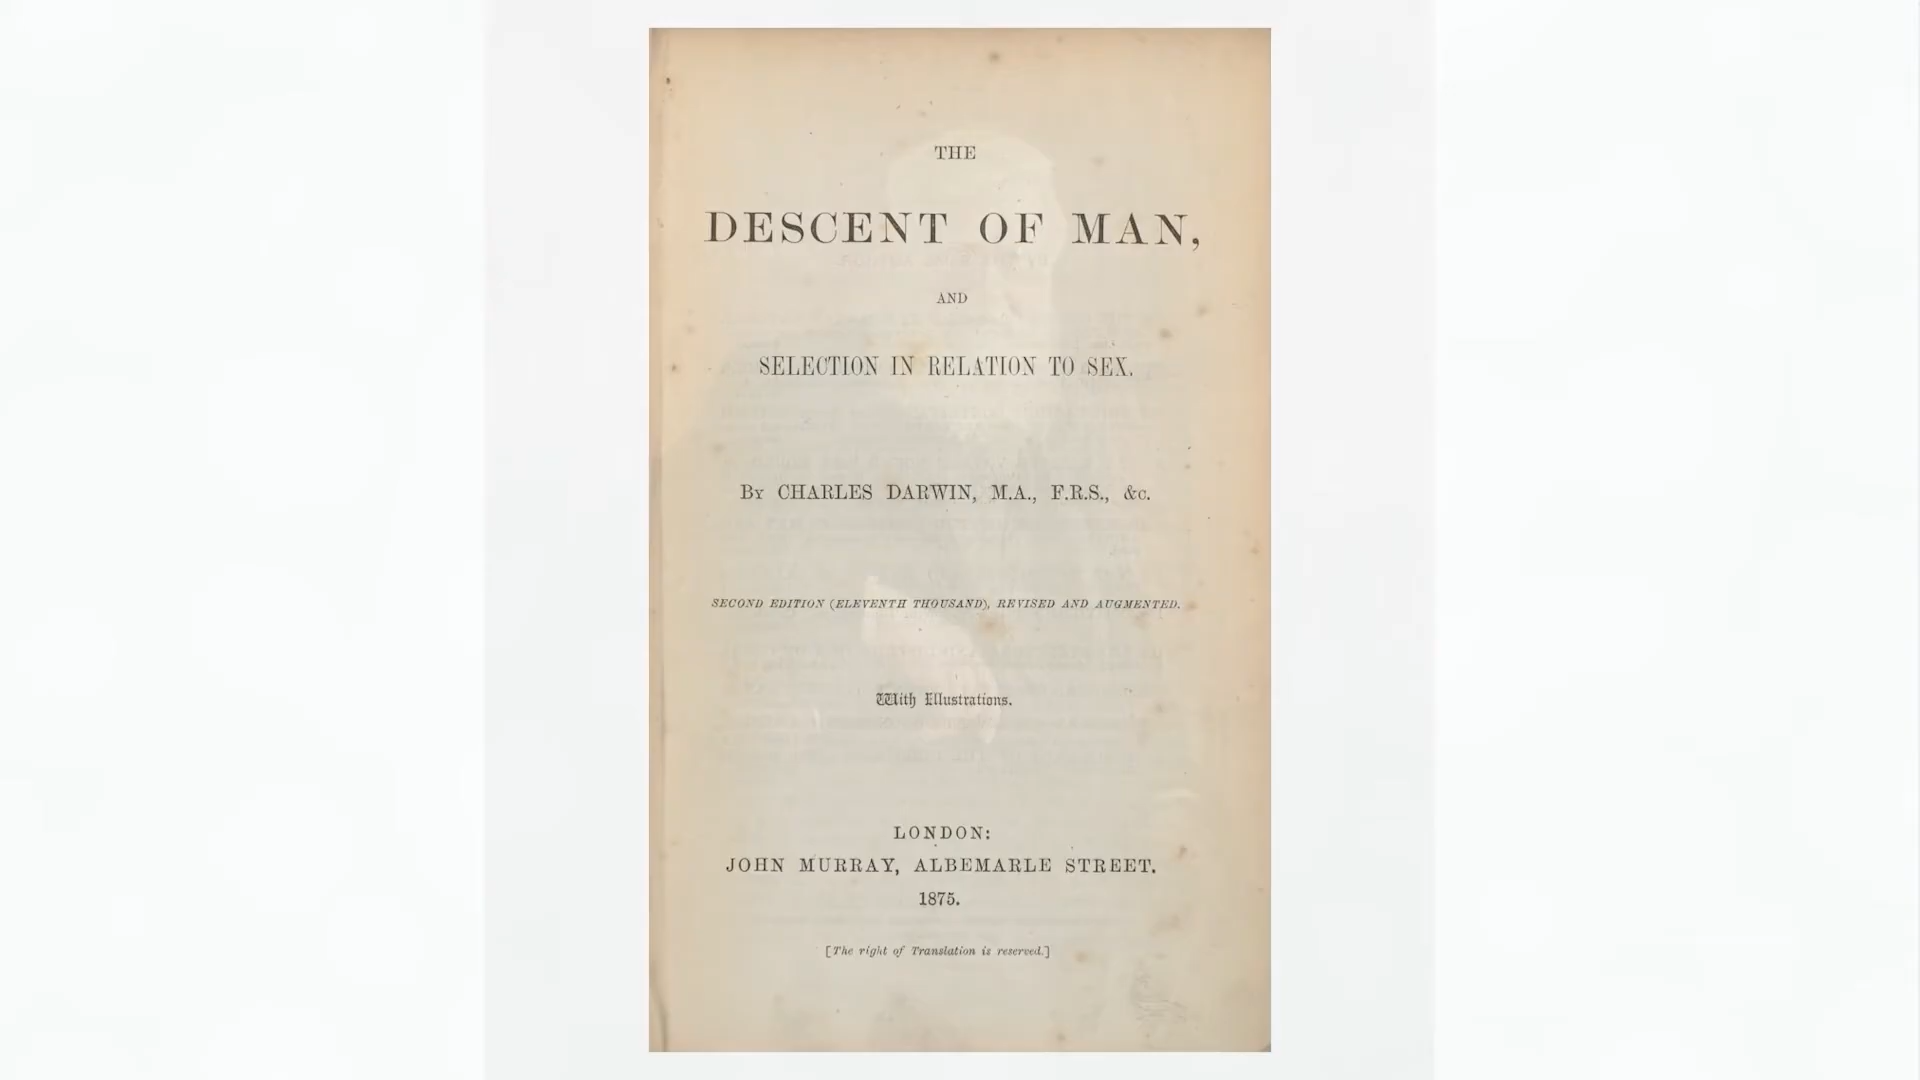 THE
DESCENT OF MAN,
AND
SELECTION IN RELATION TO SEX.
BY CHARLES DARWIN, M.A., F.R.S., &c.
SECOND EDITION (ELEVENTH THOUSAND), REVISED AND AUGMENTED.
With Illustrations.
LONDON:
JOHN MURRAY, ALBEMARLE STREET.
1875.
[The right of Translation is reserved.]